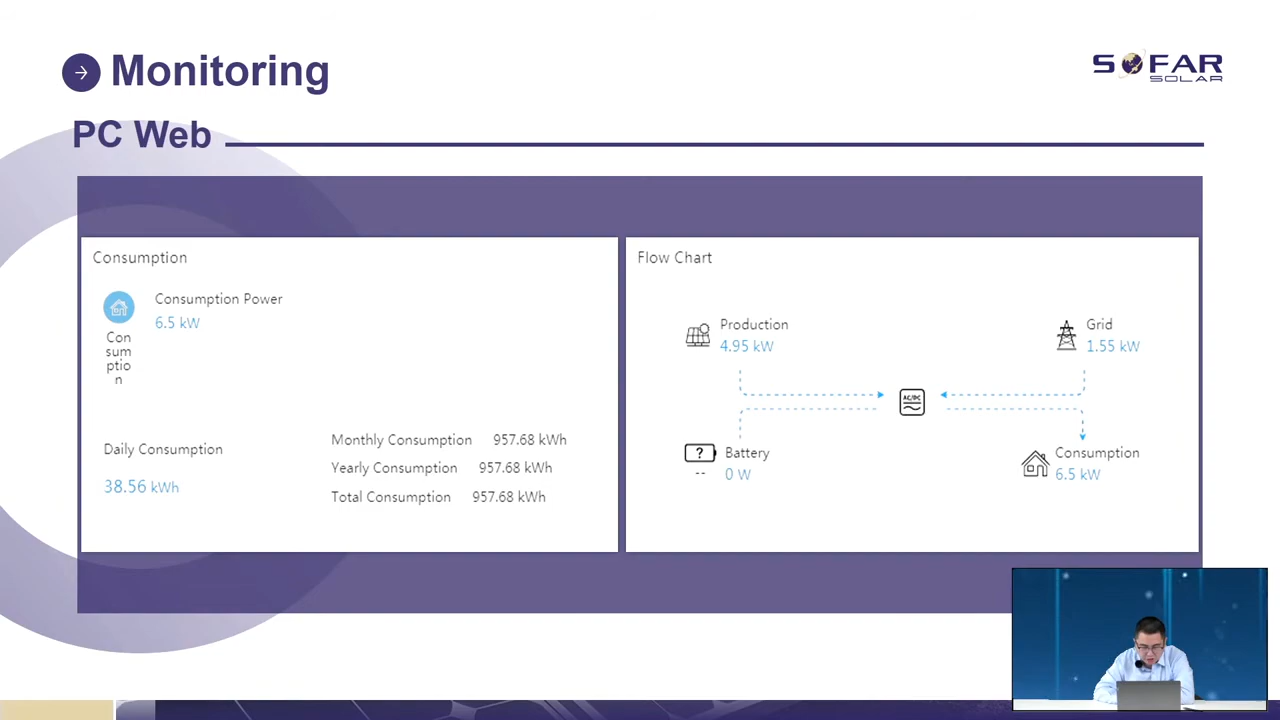 Monitoring
SOFAR
SOLAR
PC Web
Consumption
Consumption Power
6.5 kW
Con
sum
ptio
n
Daily Consumption
38.56 kWh
Monthly Consumption 957.68 kWh
Yearly Consumption 957.68 kWh
Total Consumption 957.68 kWh
Flow Chart
Production
4.95 kW
Grid
1.55 kW
AC/DC
?
--
Battery
0 W
Consumption
6.5 kW